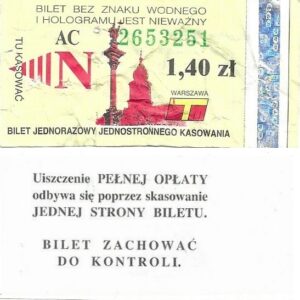 BILET BEZ ZNAKU WODNEGO
I HOLOGRAMU JEST NIEWAŻNY
TU KASOWAĆ
AC 2653251
N
1,40 zł
WARSZAWA
BILET JEDNORAZOWY JEDNOSTRONNEGO KASOWANIA
Uiszczenie PEŁNEJ OPŁATY
odbywa się poprzez skasowanie
JEDNEJ STRONY BILETU.
BILET ZACHOWAĆ
DO KONTROLI.